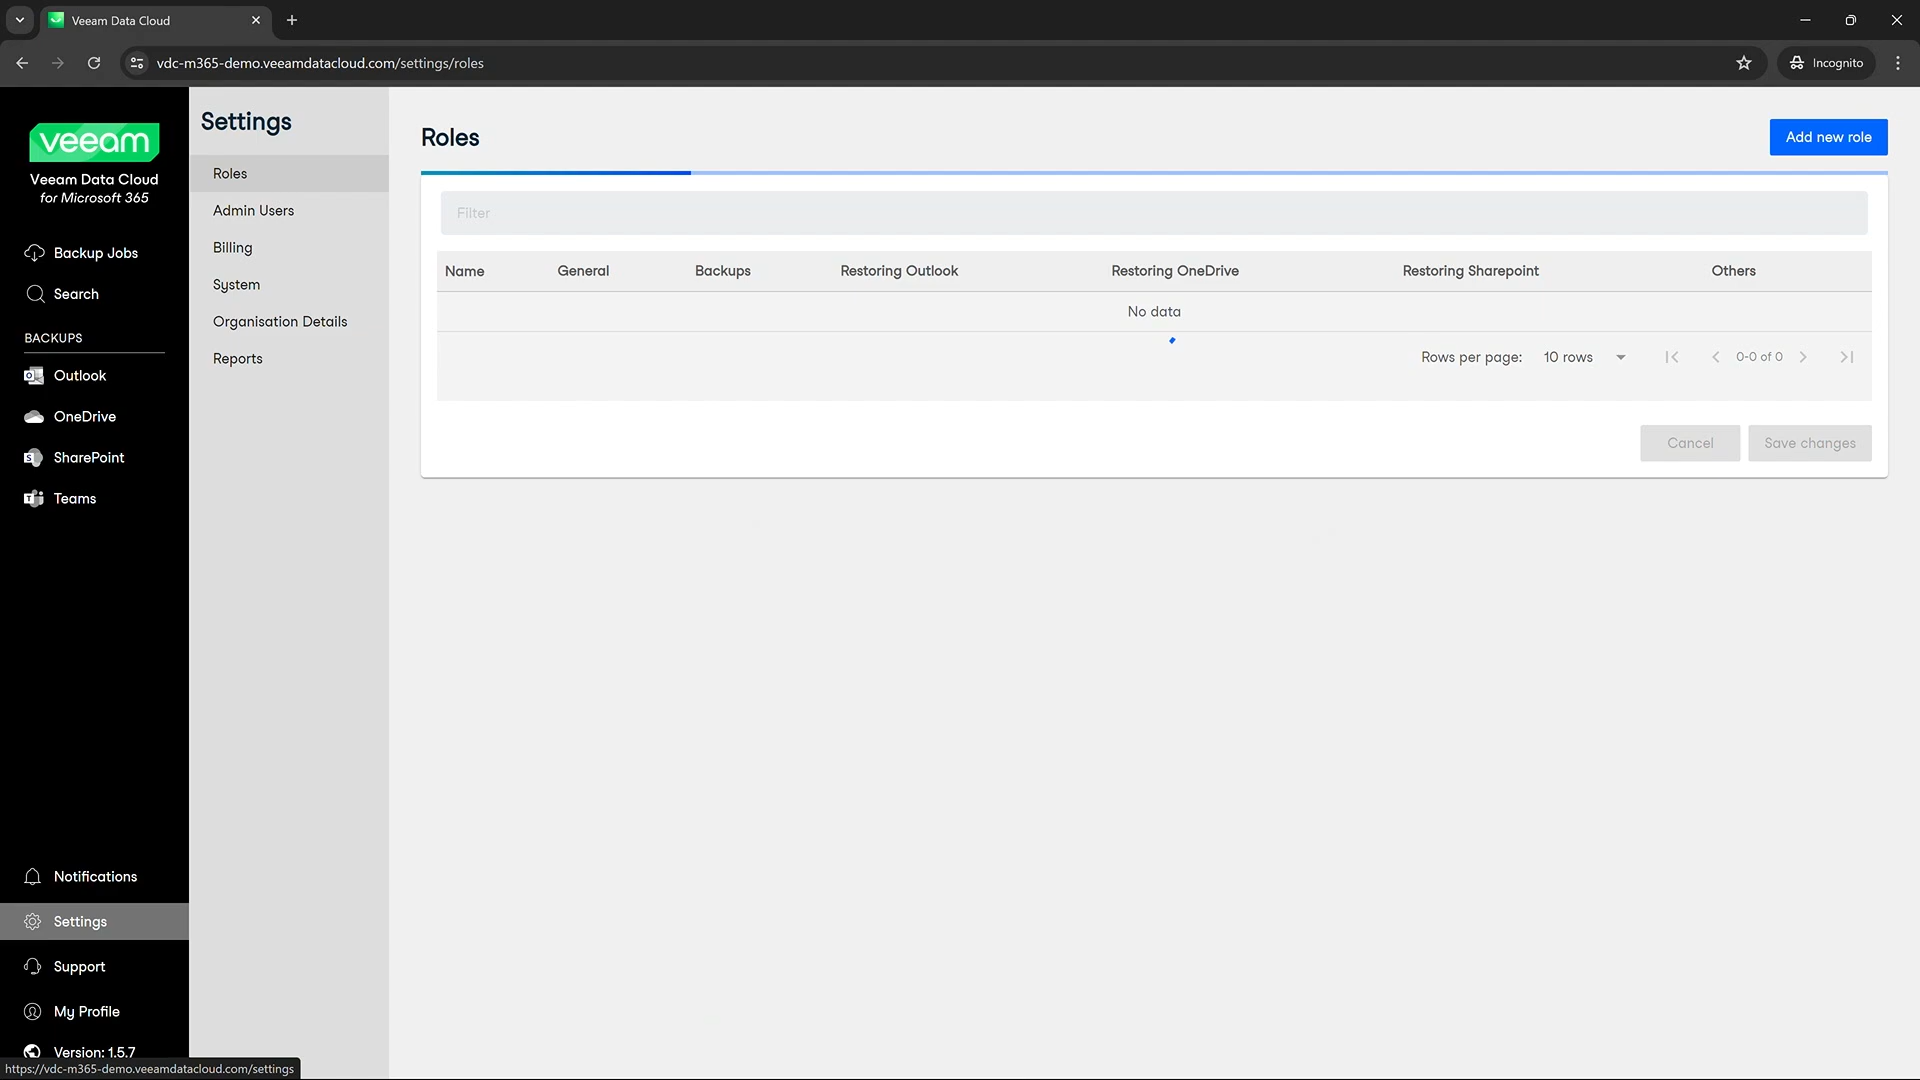 Veeam Data Cloud
vdc-m365-demo.veeamdatacloud.com/settings/roles
Incognito
veeam
Veeam Data Cloud
for Microsoft 365
Backup Jobs
Search
BACKUPS
Outlook
OneDrive
SharePoint
Teams
Notifications
Settings
Support
My Profile
Version: 1.5.7
https://vdc-m365-demo.veeamdatacloud.com/settings
Settings
Roles
Admin Users
Billing
System
Organisation Details
Reports
Roles
Add new role
Filter
Name General Backups Restoring Outlook Restoring OneDrive Restoring Sharepoint Others
No data
Rows per page: 10 rows 0-0 of 0
Cancel Save changes